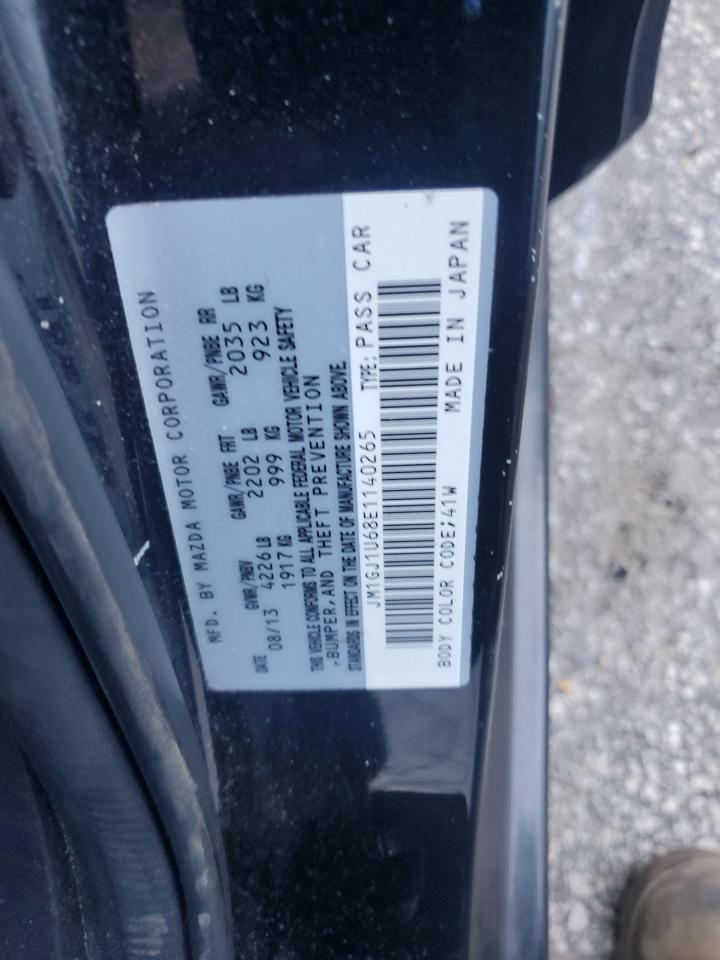 MFD. BY MAZDA MOTOR CORPORATION
DATE GVWR/PNBV GAWR/PNBE FRT GAWR/PNBE RR
08/13 4226 LB 2202 LB 2035 LB
1917 KG 999 KG 923 KG
THIS VEHICLE CONFORMS TO ALL APPLICABLE FEDERAL MOTOR VEHICLE SAFETY
,BUMPER,AND THEFT PREVENTION
STANDARDS IN EFFECT ON THE DATE OF MANUFACTURE SHOWN ABOVE.
JM1GJ1U68E1140265 TYPE: PASS CAR
BODY COLOR CODE;41W MADE IN JAPAN